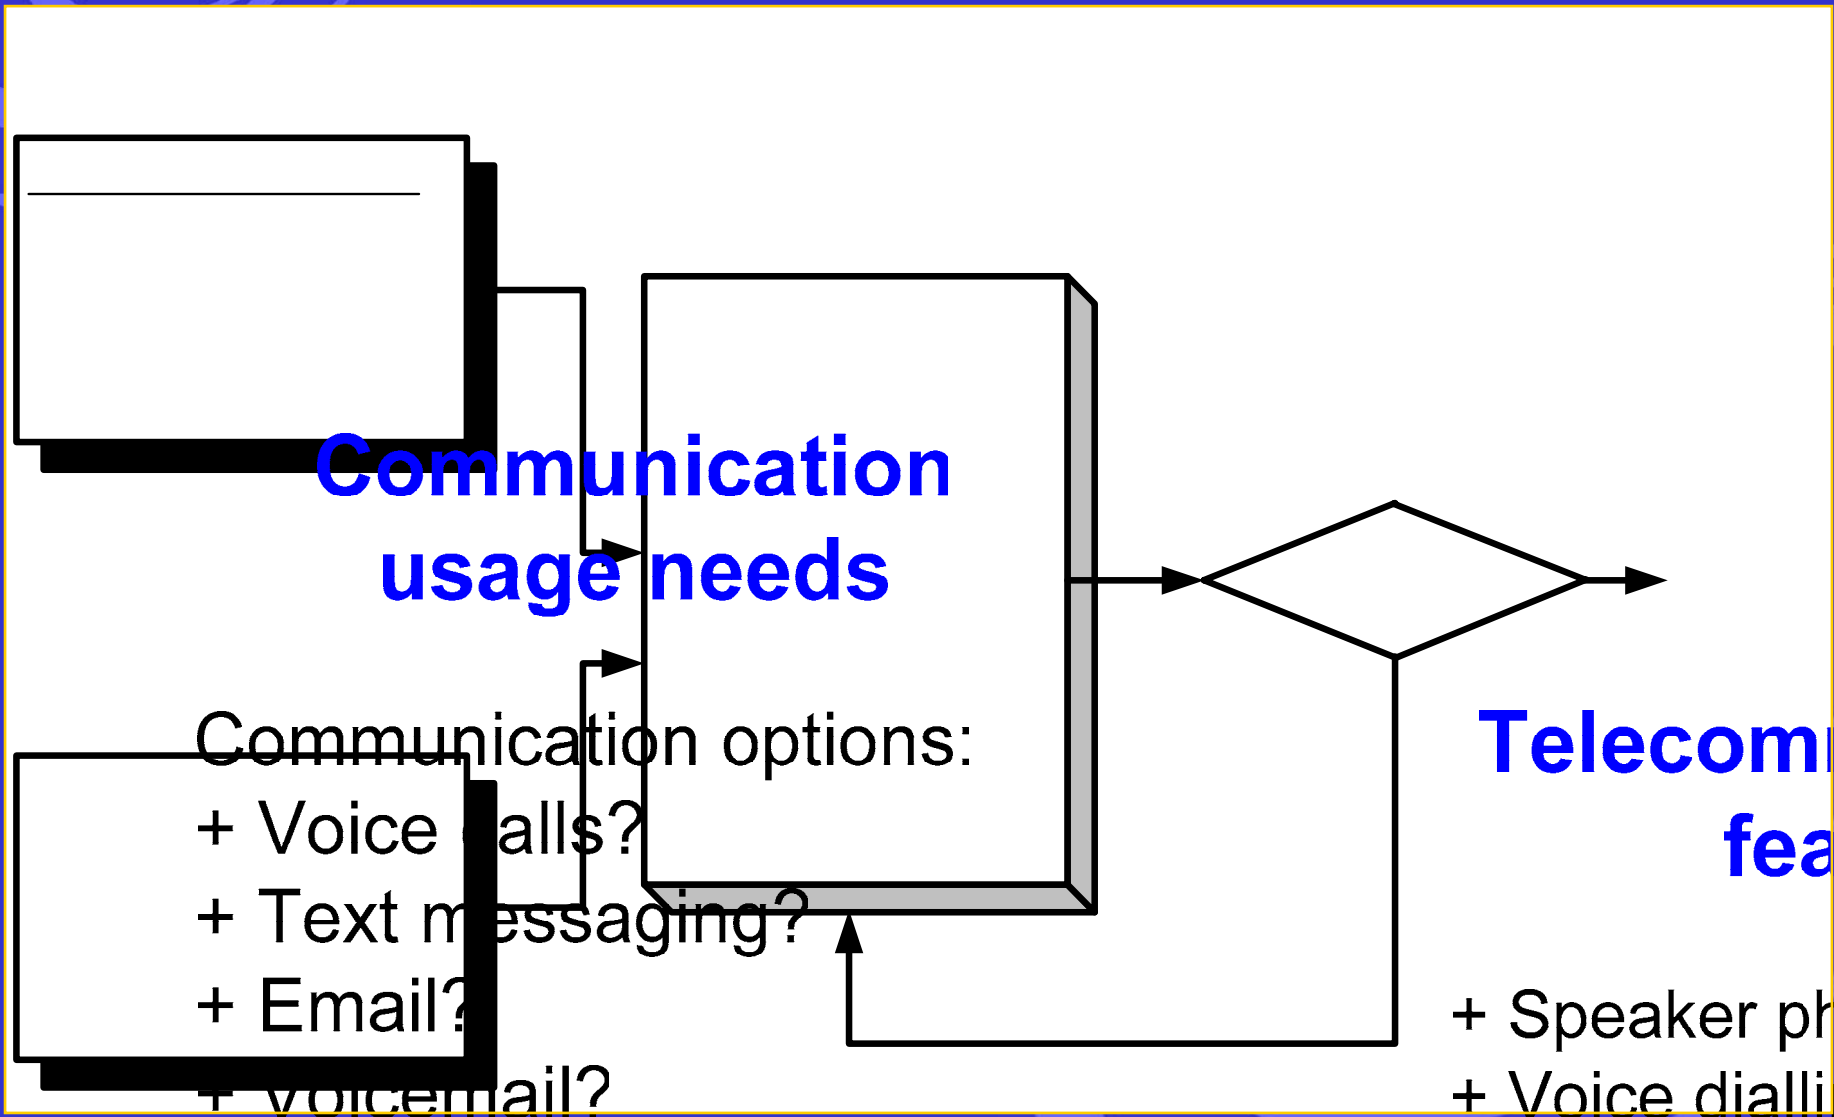 Communication
usage needs
Communication options:
+ Voice calls?
+ Text messaging?
+ Email?
+ Voicemail?
Telecom
fea
+ Speaker ph
+ Voice dialli